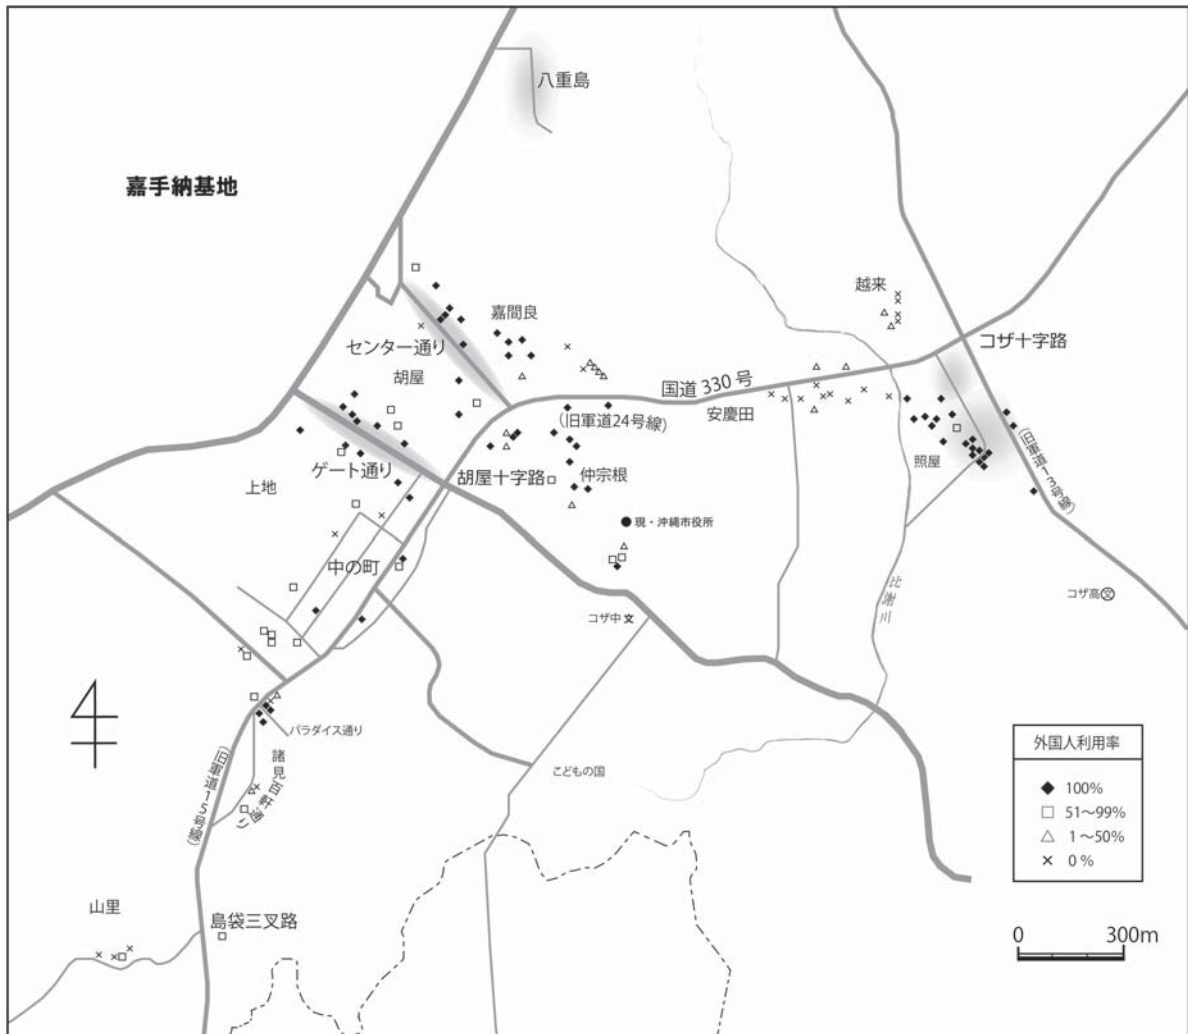 八重島
嘉手納基地
越来
嘉間良
コザ十字路
センター通り
胡屋
国道 330 号
安慶田
(旧軍道24号線)
照屋
(旧軍道13号線)
ゲート通り
胡屋十字路
仲宗根
上地
現・沖縄市役所
中の町
比謝川
コザ高
文
コザ中
文
パラダイス通り
諸見百軒通り
(旧軍道15号線)
こどもの国
外国人利用率
100%
51〜99%
1〜50%
0%
山里
島袋三叉路
0
300m